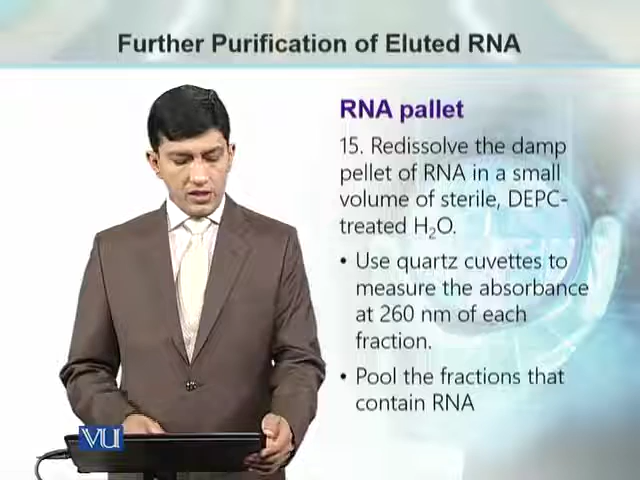 Further Purification of Eluted RNA
RNA pallet
15. Redissolve the damp
pellet of RNA in a small
volume of sterile, DEPC-
treated H₂O.
• Use quartz cuvettes to
measure the absorbance
at 260 nm of each
fraction.
• Pool the fractions that
contain RNA
VU